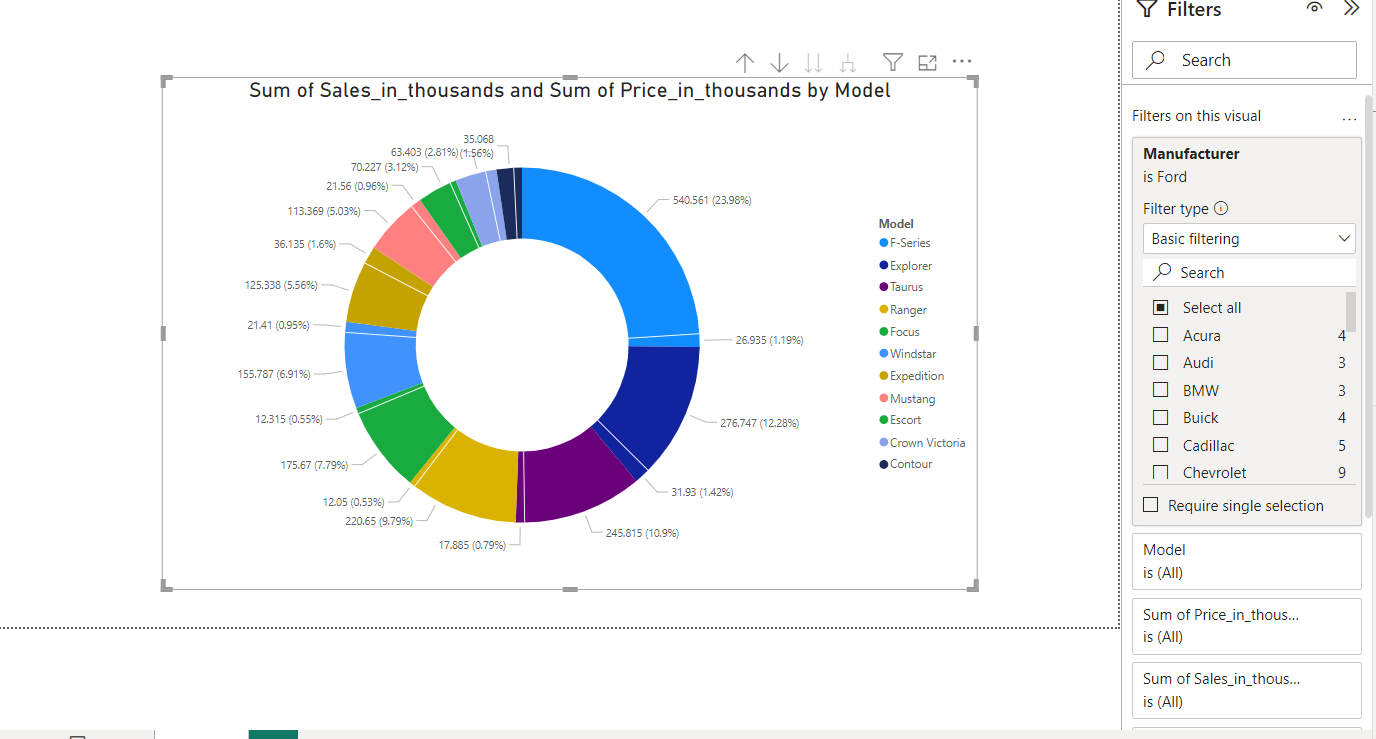 Sum of Sales_in_thousands and Sum of Price_in_thousands by Model
35.068
63.403 (2.81%)
(1.56%)
70.227 (3.12%)
21.56 (0.96%)
113.369 (5.03%)
36.135 (1.6%)
125.338 (5.56%)
21.41 (0.95%)
155.787 (6.91%)
12.315 (0.55%)
175.67 (7.79%)
12.05 (0.53%)
220.65 (9.79%)
17.885 (0.79%)
540.561 (23.98%)
26.935 (1.19%)
276.747 (12.28%)
31.93 (1.42%)
245.815 (10.9%)
Model
F-Series
Explorer
Taurus
Ranger
Focus
Windstar
Expedition
Mustang
Escort
Crown Victoria
Contour
Filters
Search
Filters on this visual
...
Manufacturer
is Ford
Filter type
Basic filtering
Search
Select all
Acura 4
Audi 3
BMW 3
Buick 4
Cadillac 5
Chevrolet 9
Require single selection
Model
is (All)
Sum of Price_in_thous...
is (All)
Sum of Sales_in_thous...
is (All)